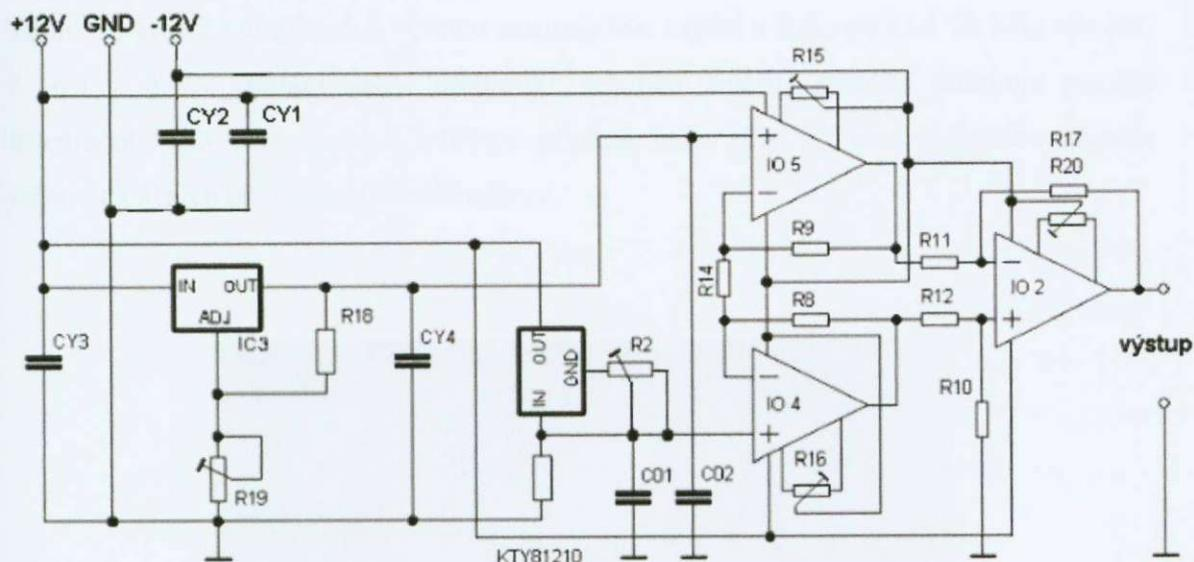 +12V GND -12V
CY2 CY1
R15
IO 5
R17
R20
R9
R11
R14
IO 2
IN OUT
ADJ
IC3
R18
CY3
CY4
OUT
GND
IN
R2
R8
R12
výstup
IO 4
R10
R16
R19
C01
C02
KTY81210